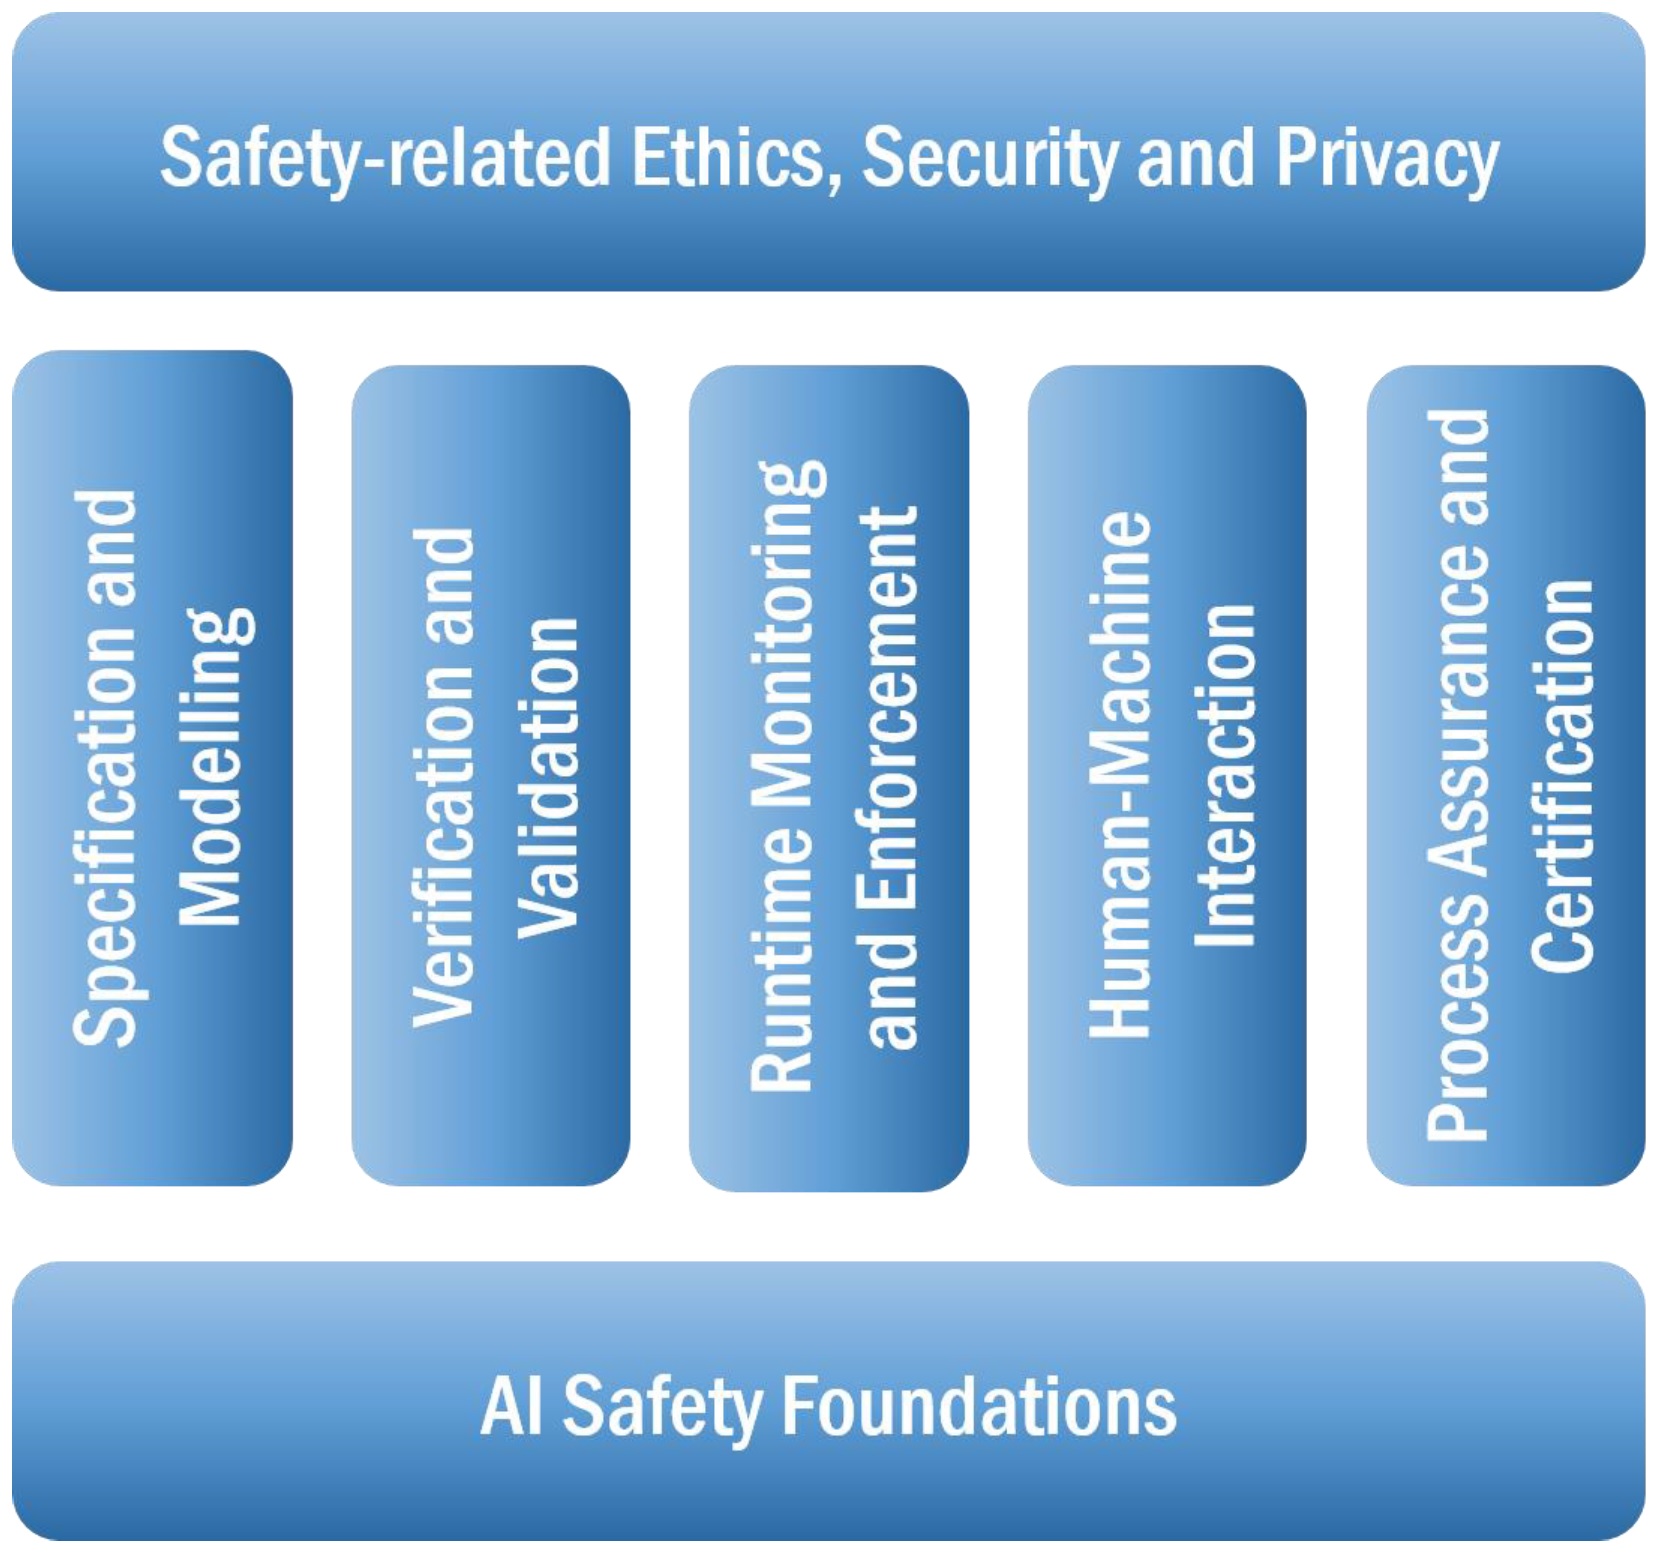 Safety-related Ethics, Security and Privacy
Specification and
Modelling
Verification and
Validation
Runtime Monitoring
and Enforcement
Human-Machine
Interaction
Process Assurance and
Certification
AI Safety Foundations